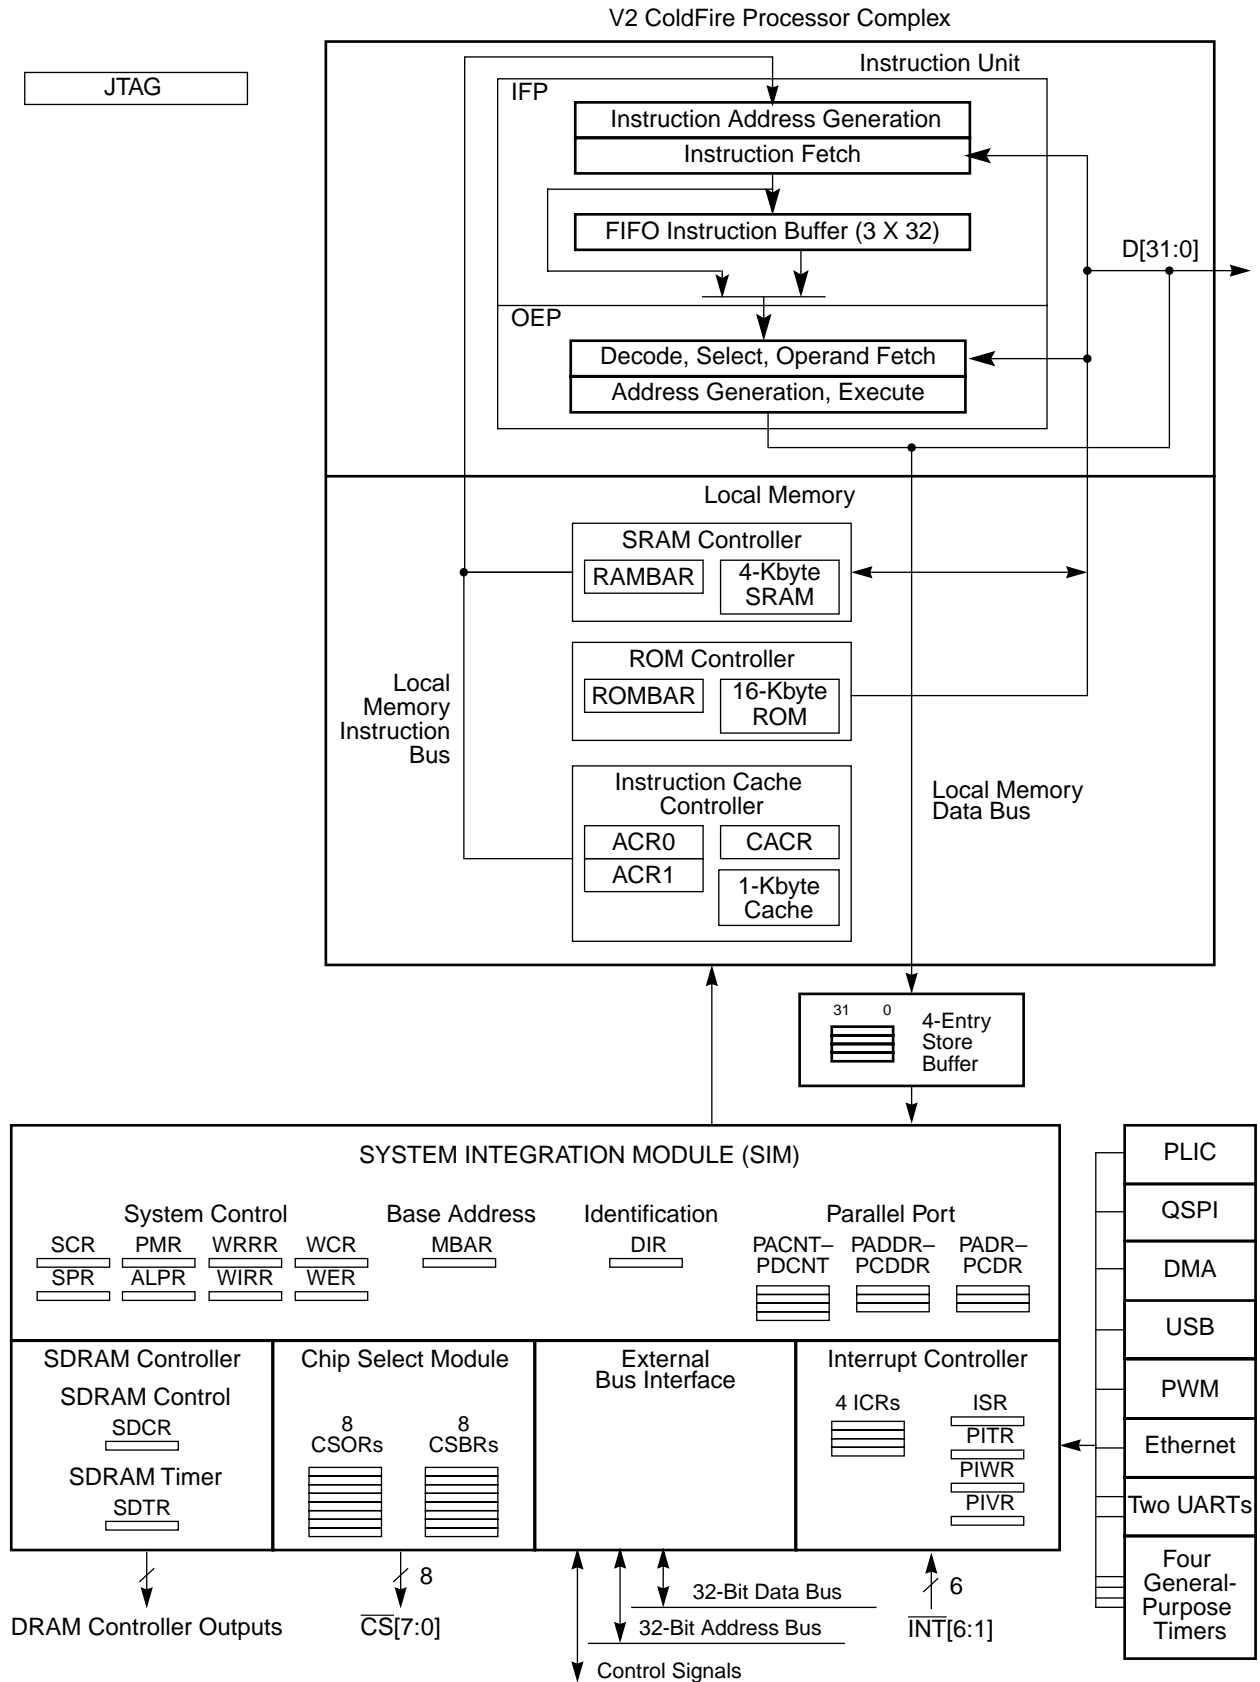 V2 ColdFire Processor Complex
JTAG
Instruction Unit
IFP
Instruction Address Generation
Instruction Fetch
FIFO Instruction Buffer (3 X 32)
D[31:0]
OEP
Decode, Select, Operand Fetch
Address Generation, Execute
Local Memory
SRAM Controller
RAMBAR
4-Kbyte
SRAM
ROM Controller
ROMBAR
16-Kbyte
ROM
Local
Memory
Instruction
Bus
Instruction Cache
Controller
ACR0
CACR
ACR1
1-Kbyte
Cache
Local Memory
Data Bus
31 0
4-Entry
Store
Buffer
SYSTEM INTEGRATION MODULE (SIM)
System Control
SCR PMR WRRR WCR
SPR ALPR WIRR WER
Base Address
MBAR
Identification
DIR
Parallel Port
PACNT–
PDCNT
PADDR–
PCDDR
PADR–
PCDR
SDRAM Controller
SDRAM Control
SDCR
SDRAM Timer
SDTR
Chip Select Module
8
CSORs
8
CSBRs
External
Bus Interface
Interrupt Controller
4 ICRs
ISR
PITR
PIWR
PIVR
PLIC
QSPI
DMA
USB
PWM
Ethernet
Two UARTs
Four
General-
Purpose
Timers
DRAM Controller Outputs
8
CS[7:0]
32-Bit Data Bus
32-Bit Address Bus
Control Signals
6
INT[6:1]